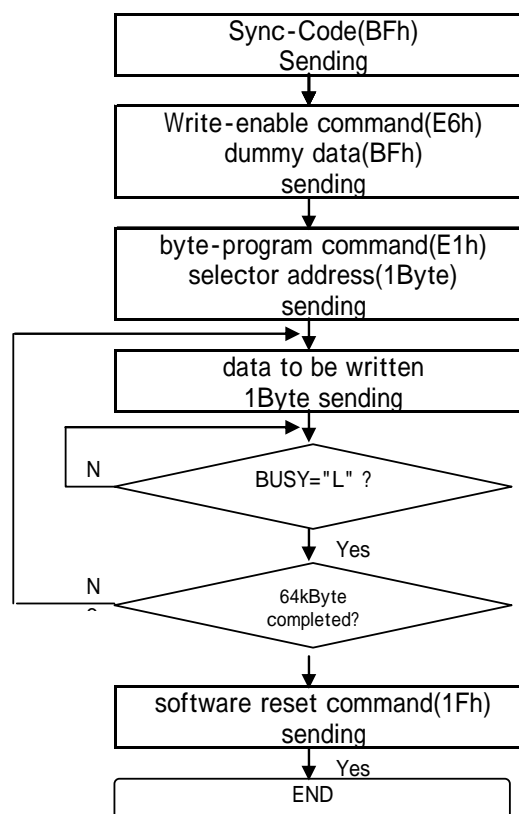 Sync-Code(BFh)
Sending
Write-enable command(E6h)
dummy data(BFh)
sending
byte-program command(E1h)
selector address(1Byte)
sending
data to be written
1Byte sending
N
BUSY="L" ?
Yes
N
64kByte
completed?
software reset command(1Fh)
sending
Yes
END